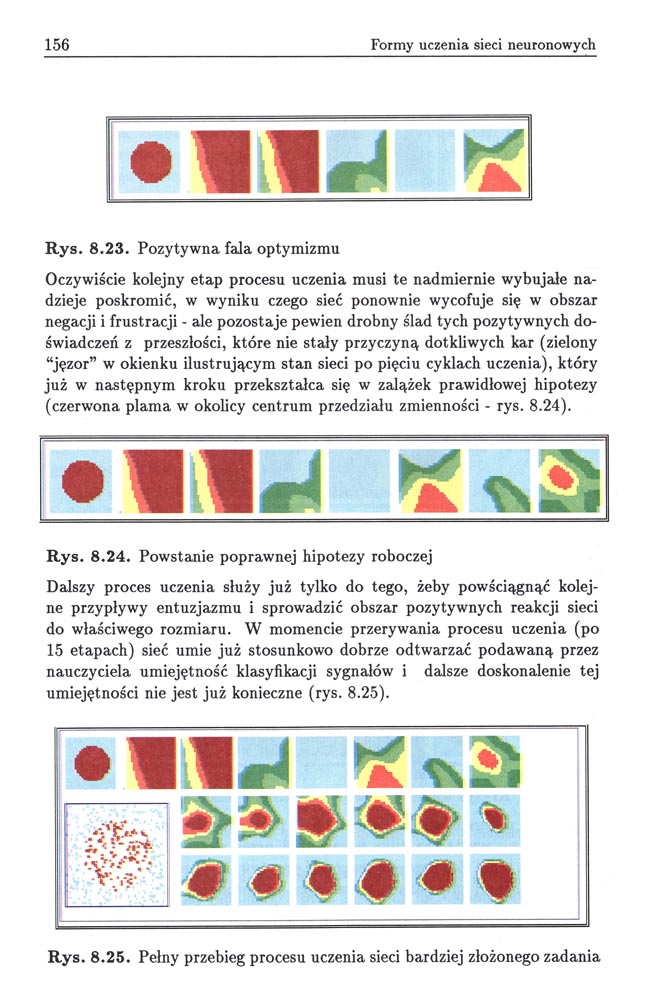 156 Formy uczenia sieci neuronowych
Rys. 8.23. Pozytywna fala optymizmu
Oczywiście kolejny etap procesu uczenia musi te nadmiernie wybujałe na-
dzieje poskromić, w wyniku czego sieć ponownie wycofuje się w obszar
negacji i frustracji - ale pozostaje pewien drobny ślad tych pozytywnych do-
świadczeń z przeszłości, które nie stały przyczyną dotkliwych kar (zielony
“jęzor” w okienku ilustrującym stan sieci po pięciu cyklach uczenia), który
już w następnym kroku przekształca się w zalążek prawidłowej hipotezy
(czerwona plama w okolicy centrum przedziału zmienności - rys. 8.24).
Rys. 8.24. Powstanie poprawnej hipotezy roboczej
Dalszy proces uczenia służy już tylko do tego, żeby powściągnąć kolej-
ne przypływy entuzjazmu i sprowadzić obszar pozytywnych reakcji sieci
do właściwego rozmiaru. W momencie przerywania procesu uczenia (po
15 etapach) sieć umie już stosunkowo dobrze odtwarzać podawaną przez
nauczyciela umiejętność klasyfikacji sygnałów i dalsze doskonalenie tej
umiejętności nie jest już konieczne (rys. 8.25).
Rys. 8.25. Pełny przebieg procesu uczenia sieci bardziej złożonego zadania